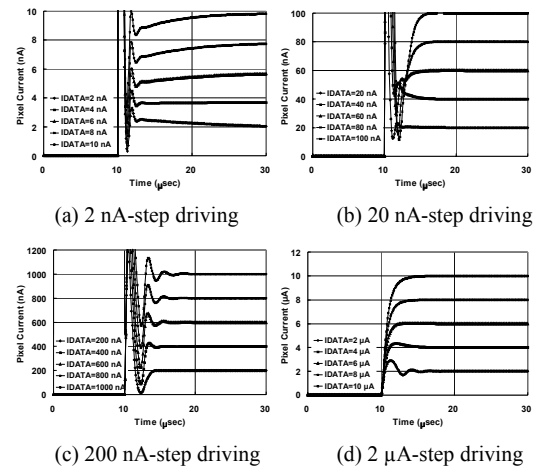 10
8
6
4
2
0
Pixel Current (nA)
IDATA=2 nA
IDATA=4 nA
IDATA=6 nA
IDATA=8 nA
IDATA=10 nA
0 10 20 30
Time (μsec)
(a) 2 nA-step driving
100
80
60
40
20
0
Pixel Current (nA)
IDATA=20 nA
IDATA=40 nA
IDATA=60 nA
IDATA=80 nA
IDATA=100 nA
0 10 20 30
Time (μsec)
(b) 20 nA-step driving
1200
1000
800
600
400
200
0
Pixel Current (nA)
IDATA=200 nA
IDATA=400 nA
IDATA=600 nA
IDATA=800 nA
IDATA=1000 nA
0 10 20 30
Time (μsec)
(c) 200 nA-step driving
12
10
8
6
4
2
0
Pixel Current (μA)
IDATA=2 μA
IDATA=4 μA
IDATA=6 μA
IDATA=8 μA
IDATA=10 μA
0 10 20 30
Time (μsec)
(d) 2 μA-step driving